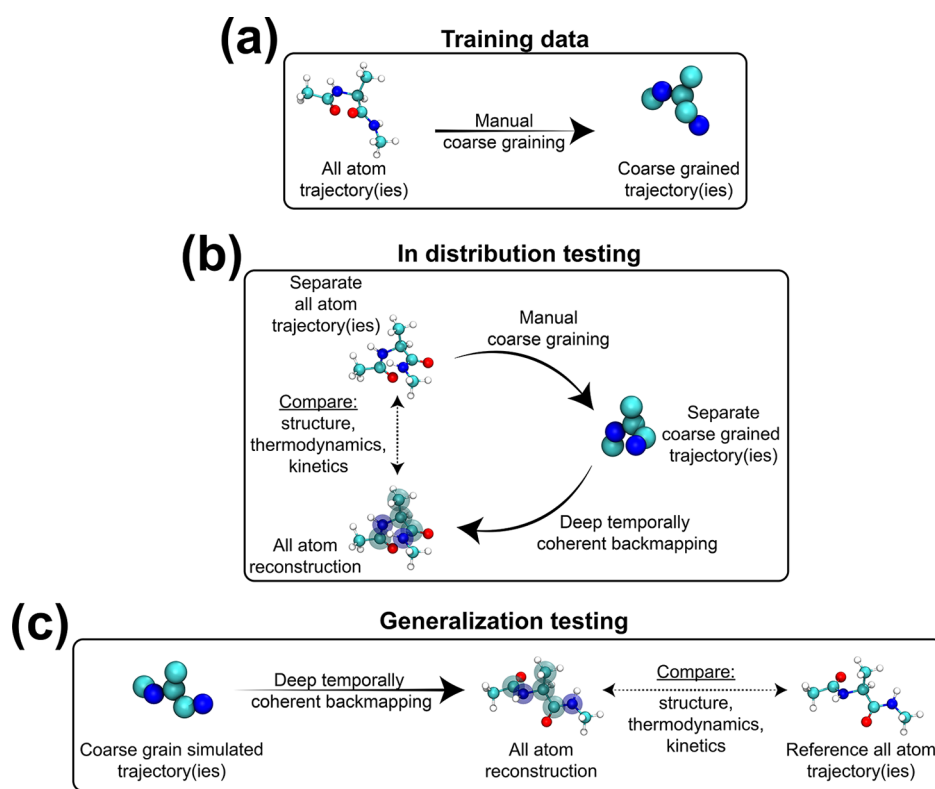 (a)
Training data
Manual
coarse graining
All atom
trajectory(ies)
Coarse grained
trajectory(ies)
(b)
In distribution testing
Separate
all atom
trajectory(ies)
Manual
coarse graining
Compare:
structure,
thermodynamics,
kinetics
Separate
coarse grained
trajectory(ies)
Deep temporally
coherent backmapping
All atom
reconstruction
(c)
Generalization testing
Deep temporally
coherent backmapping
Compare:
structure,
thermodynamics,
kinetics
Coarse grain simulated
trajectory(ies)
All atom
reconstruction
Reference all atom
trajectory(ies)